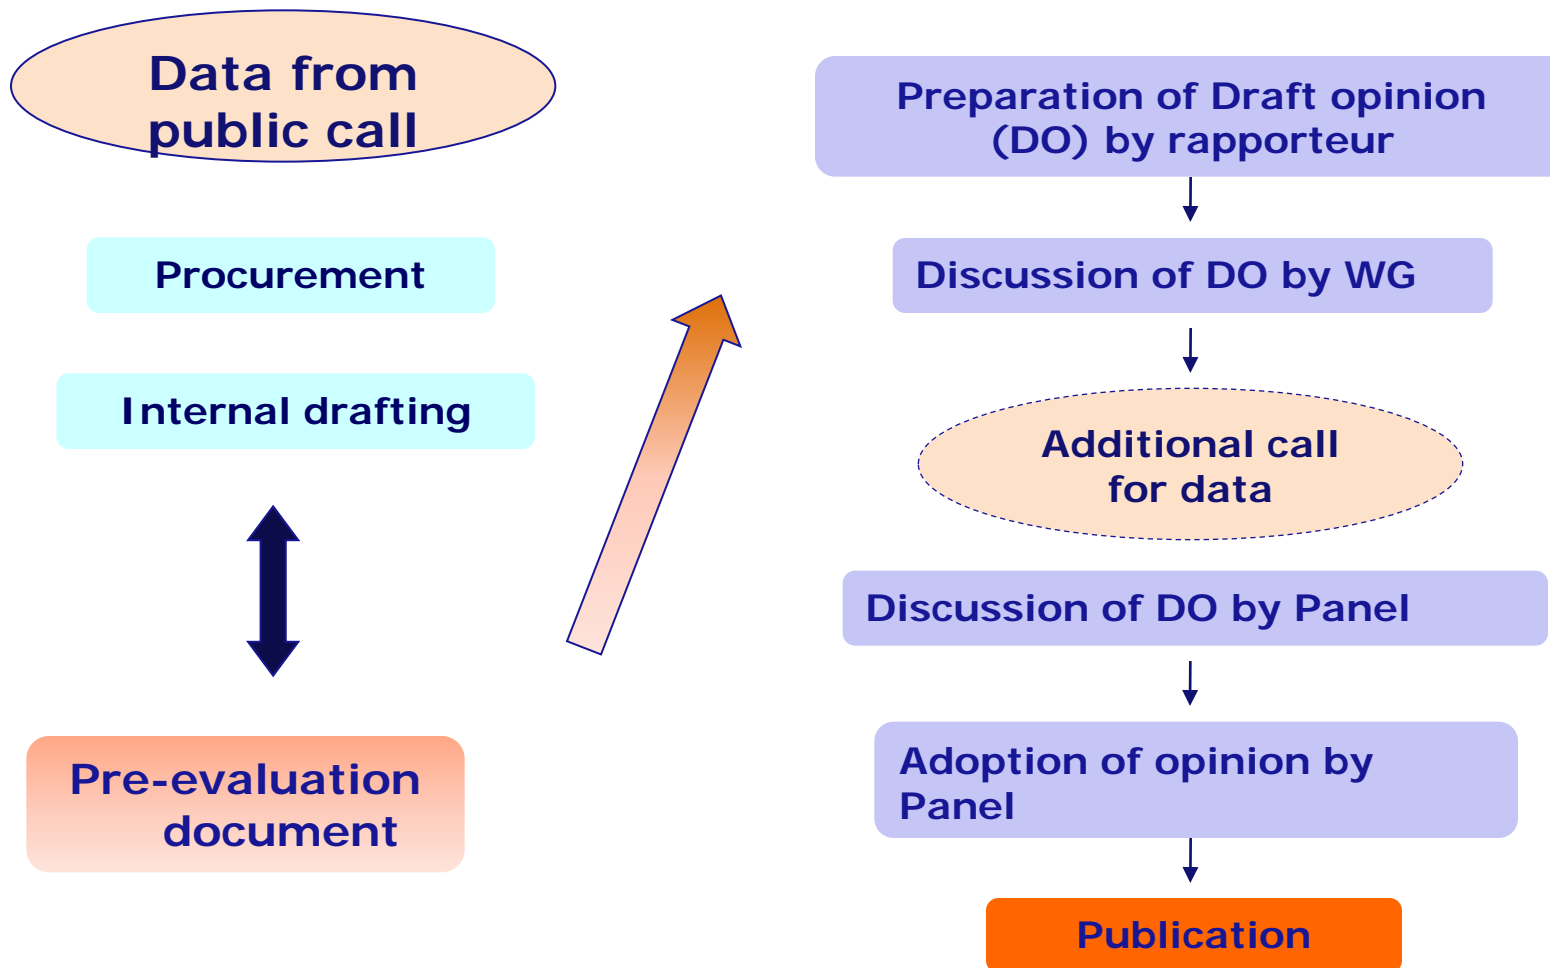 Data from
public call
Procurement
Internal drafting
Pre-evaluation
document
Preparation of Draft opinion
(DO) by rapporteur
Discussion of DO by WG
Additional call
for data
Discussion of DO by Panel
Adoption of opinion by
Panel
Publication